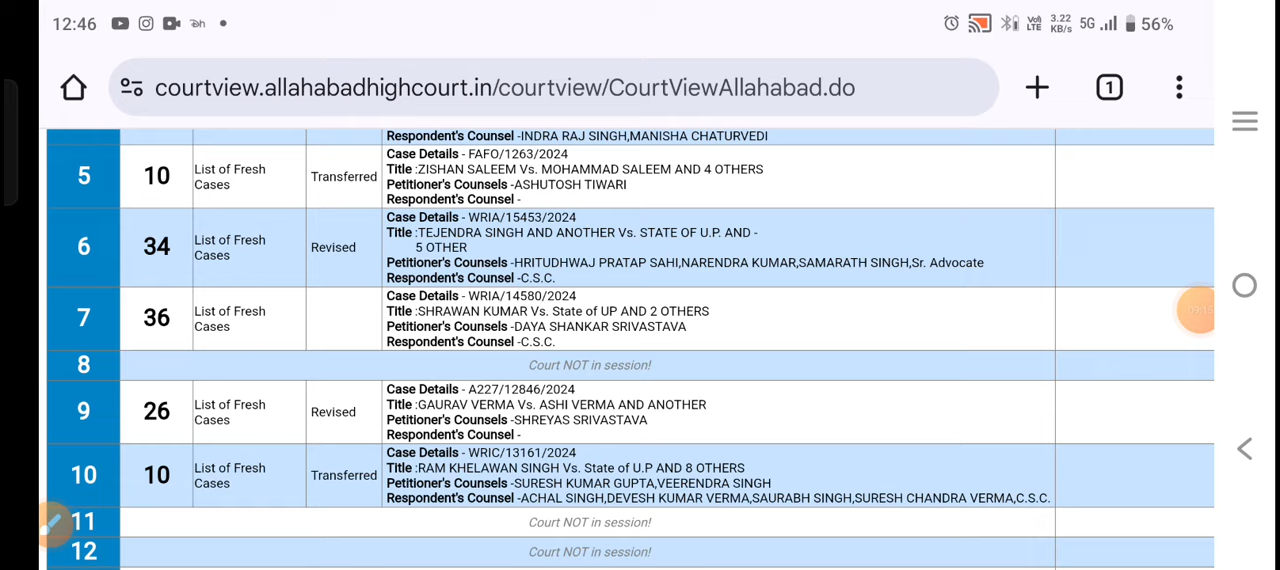 12:46
3.22 KB/s 5G 56%
courtview.allahabadhighcourt.in/courtview/CourtViewAllahabad.do
1
Respondent's Counsel -INDRA RAJ SINGH,MANISHA CHATURVEDI
5 10 List of Fresh Cases Transferred
Case Details - FAFO/1263/2024
Title :ZISHAN SALEEM Vs. MOHAMMAD SALEEM AND 4 OTHERS
Petitioner's Counsels -ASHUTOSH TIWARI
Respondent's Counsel -
6 34 List of Fresh Cases Revised
Case Details - WRIA/15453/2024
Title :TEJENDRA SINGH AND ANOTHER Vs. STATE OF U.P. AND -
5 OTHER
Petitioner's Counsels -HRITUDHWAJ PRATAP SAHI,NARENDRA KUMAR,SAMARATH SINGH,Sr. Advocate
Respondent's Counsel -C.S.C.
7 36 List of Fresh Cases
Case Details - WRIA/14580/2024
Title :SHRAWAN KUMAR Vs. State of UP AND 2 OTHERS
Petitioner's Counsels -DAYA SHANKAR SRIVASTAVA
Respondent's Counsel -C.S.C.
8 Court NOT in session!
9 26 List of Fresh Cases Revised
Case Details - A227/12846/2024
Title :GAURAV VERMA Vs. ASHI VERMA AND ANOTHER
Petitioner's Counsels -SHREYAS SRIVASTAVA
Respondent's Counsel -
10 10 List of Fresh Cases Transferred
Case Details - WRIC/13161/2024
Title :RAM KHELAWAN SINGH Vs. State of U.P AND 8 OTHERS
Petitioner's Counsels -SURESH KUMAR GUPTA,VEERENDRA SINGH
Respondent's Counsel -ACHAL SINGH,DEVESH KUMAR VERMA,SAURABH SINGH,SURESH CHANDRA VERMA,C.S.C.
11 Court NOT in session!
12 Court NOT in session!